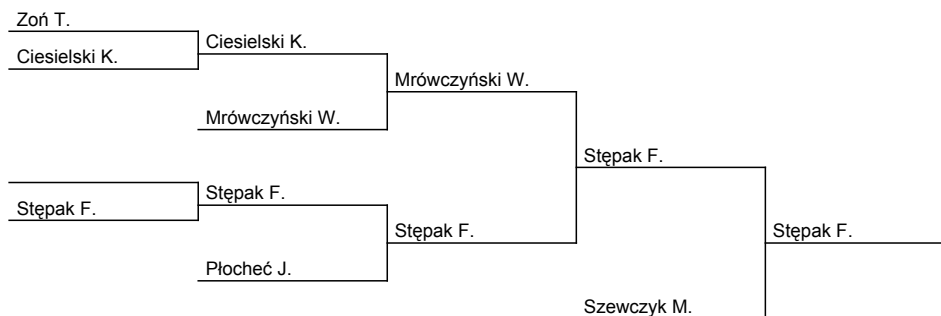 Zoń T.
Ciesielski K.
Ciesielski K.
Mrówczyński W.
Mrówczyński W.
Stępak F.
Stępak F.
Stępak F.
Stępak F.
Stępak F.
Płocheć J.
Szewczyk M.